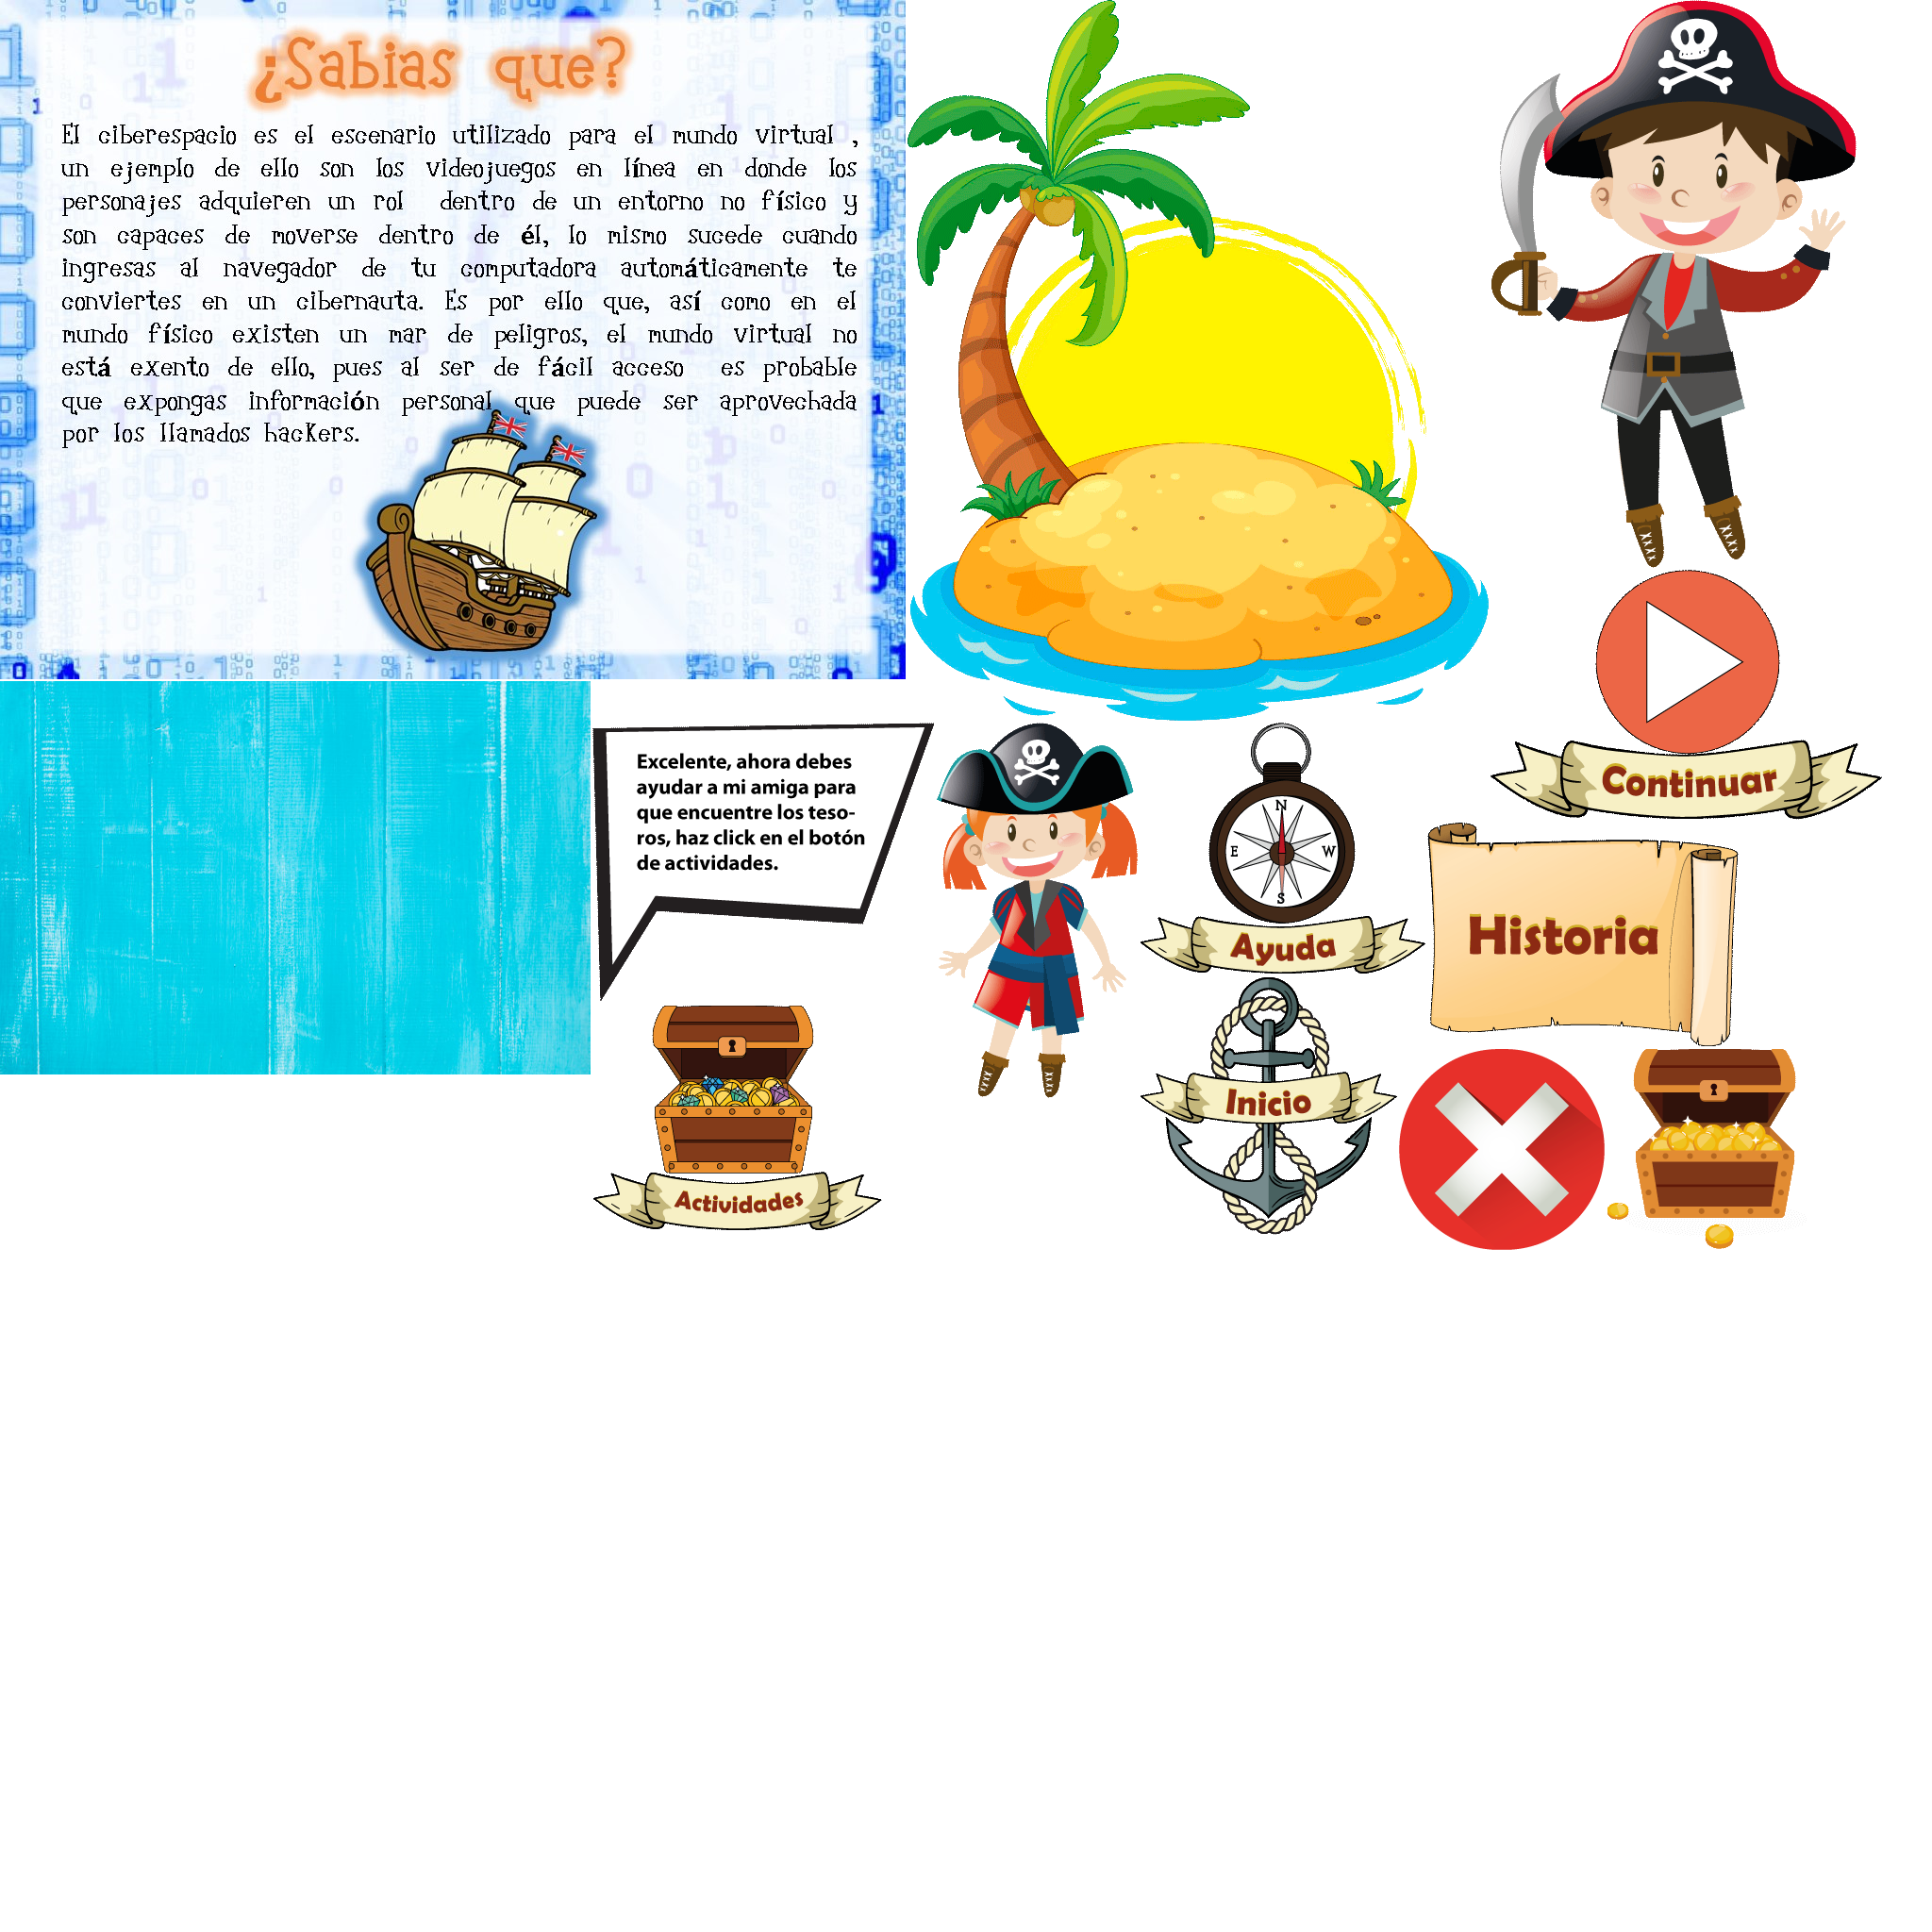 ¿Sabias que?
El ciberespacio es el escenario utilizado para el mundo virtual ,
un ejemplo de ello son los videojuegos en línea en donde los
personajes adquieren un rol dentro de un entorno no físico y
son capaces de moverse dentro de él, lo mismo sucede cuando
ingresas al navegador de tu computadora automáticamente te
conviertes en un cibernauta. Es por ello que, así como en el
mundo físico existen un mar de peligros, el mundo virtual no
está exento de ello, pues al ser de fácil acceso es probable
que expongas información personal que puede ser aprovechada
por los llamados hackers.
Continuar
Excelente, ahora debes
ayudar a mi amiga para
que encuentre los teso-
ros, haz click en el botón
de actividades.
N
E
W
S
Ayuda
Historia
Inicio
Actividades